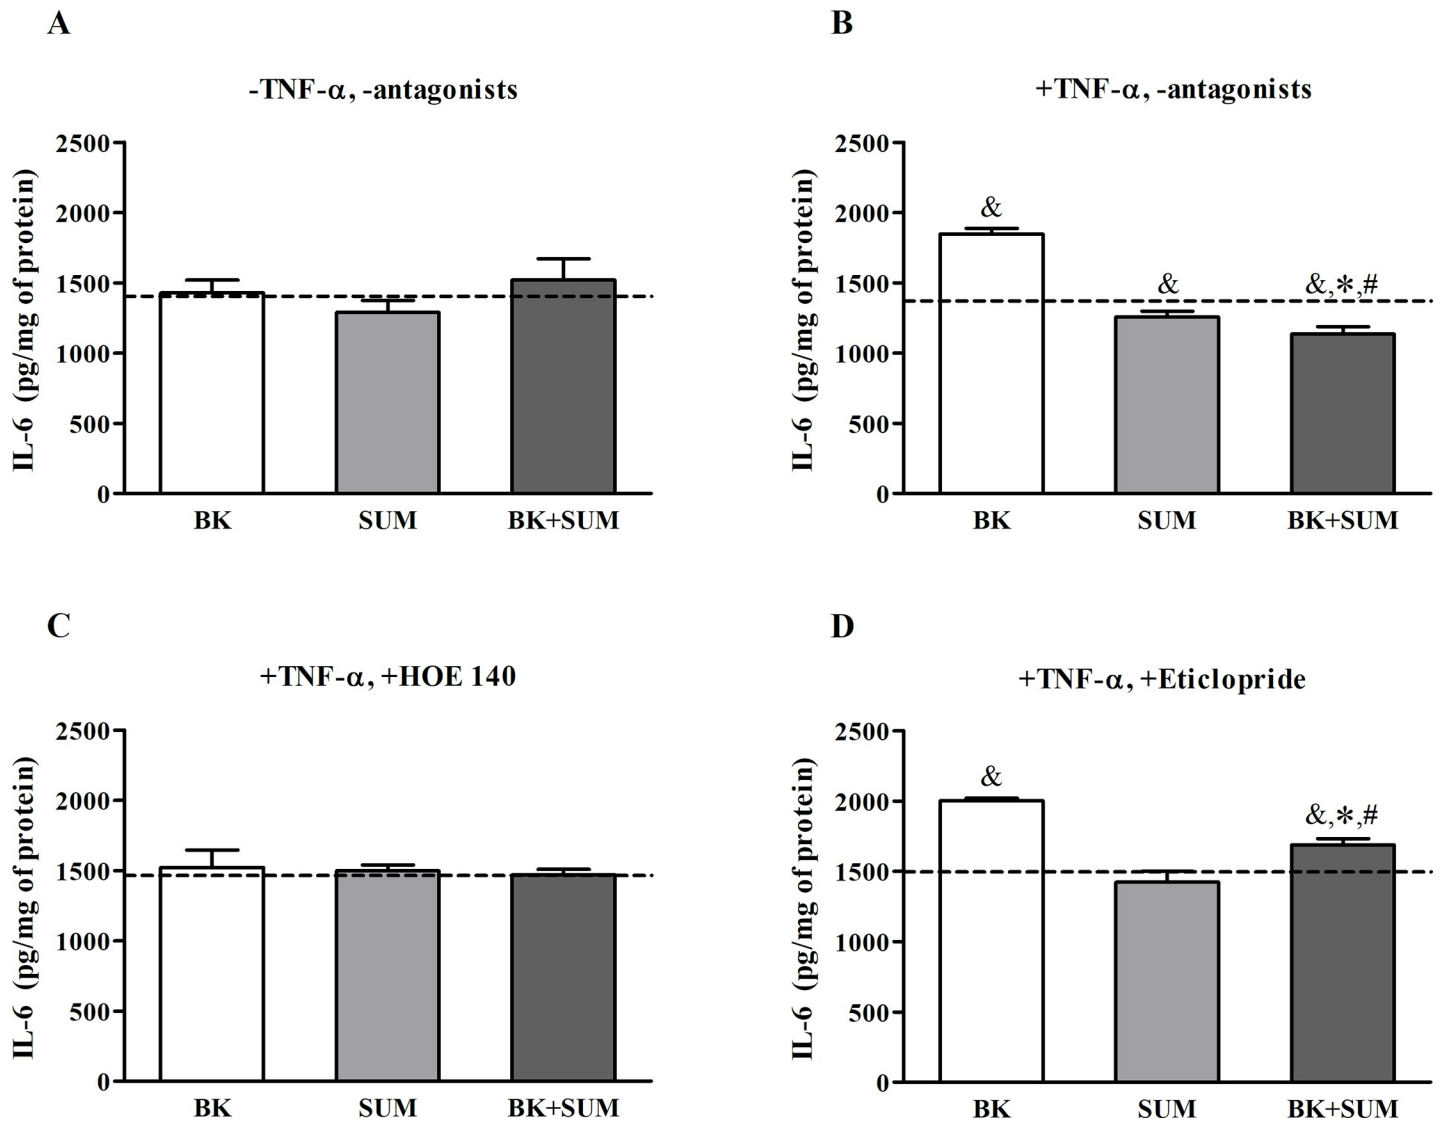 A
-TNF-α, -antagonists
IL-6 (pg/mg of protein)
2500
2000
1500
1000
500
0
BK SUM BK+SUM
B
+TNF-α, -antagonists
IL-6 (pg/mg of protein)
2500
2000
1500
1000
500
0
&
&
&,*,#
BK SUM BK+SUM
C
+TNF-α, +HOE 140
IL-6 (pg/mg of protein)
2500
2000
1500
1000
500
0
BK SUM BK+SUM
D
+TNF-α, +Eticlopride
IL-6 (pg/mg of protein)
2500
2000
1500
1000
500
0
&
&,*,#
BK SUM BK+SUM